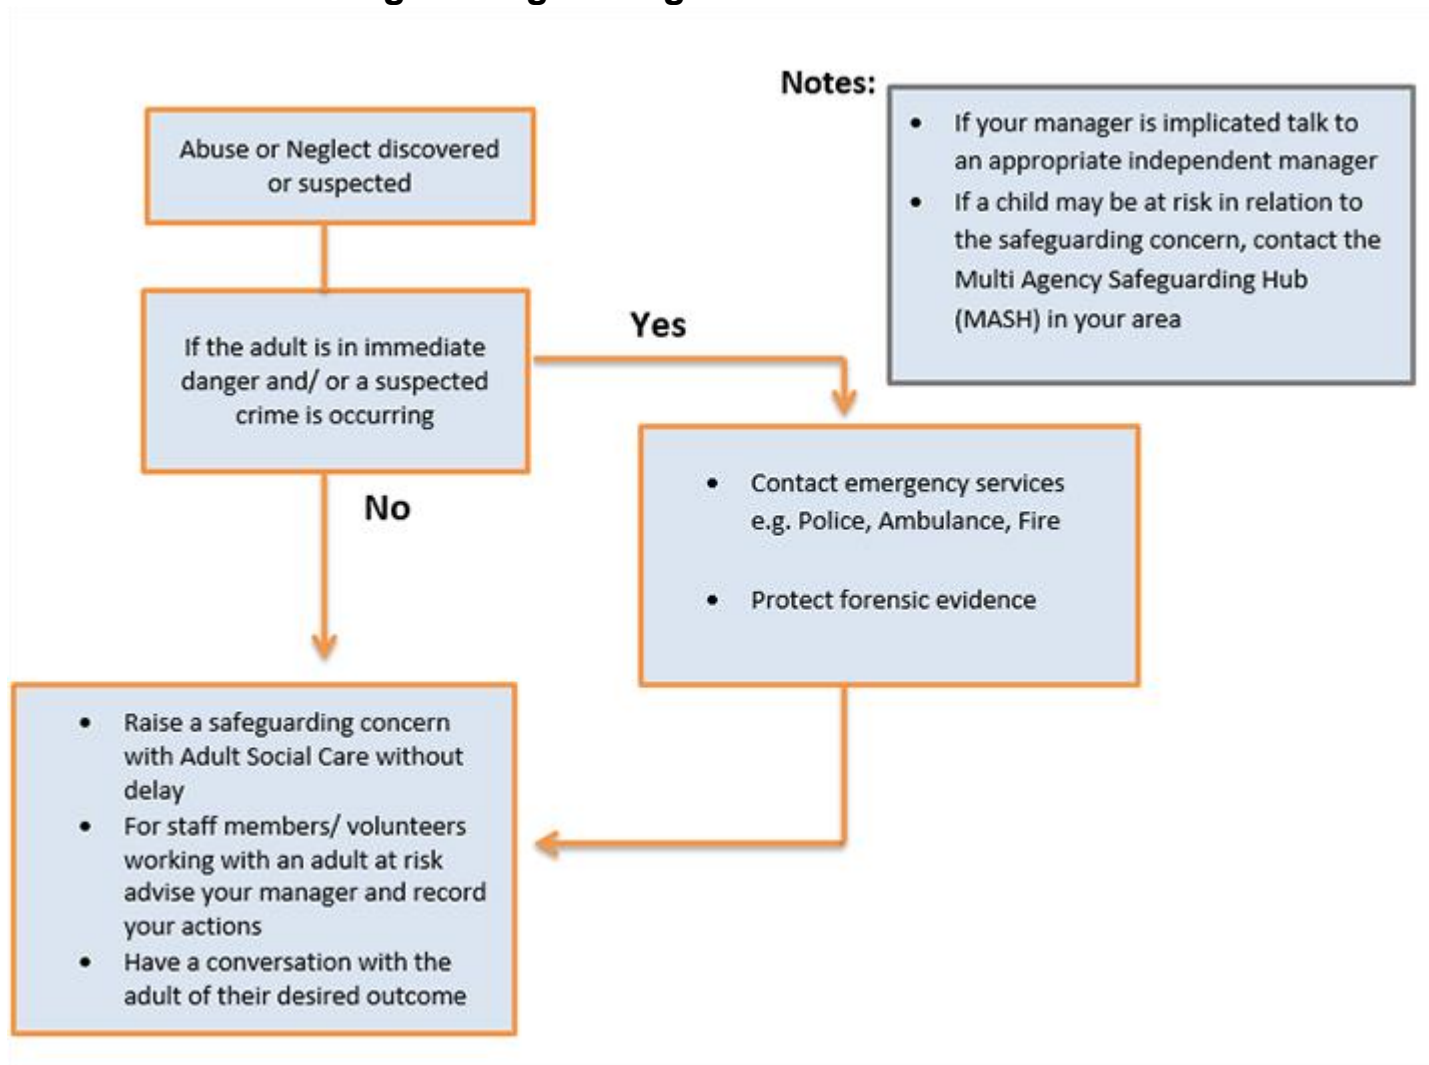 Notes:
• If your manager is implicated talk to
an appropriate independent manager
• If a child may be at risk in relation to
the safeguarding concern, contact the
Multi Agency Safeguarding Hub
(MASH) in your area
Abuse or Neglect discovered
or suspected
If the adult is in immediate
danger and/ or a suspected
crime is occurring
Yes
No
• Contact emergency services
e.g. Police, Ambulance, Fire
• Protect forensic evidence
• Raise a safeguarding concern
with Adult Social Care without
delay
• For staff members/ volunteers
working with an adult at risk
advise your manager and record
your actions
• Have a conversation with the
adult of their desired outcome